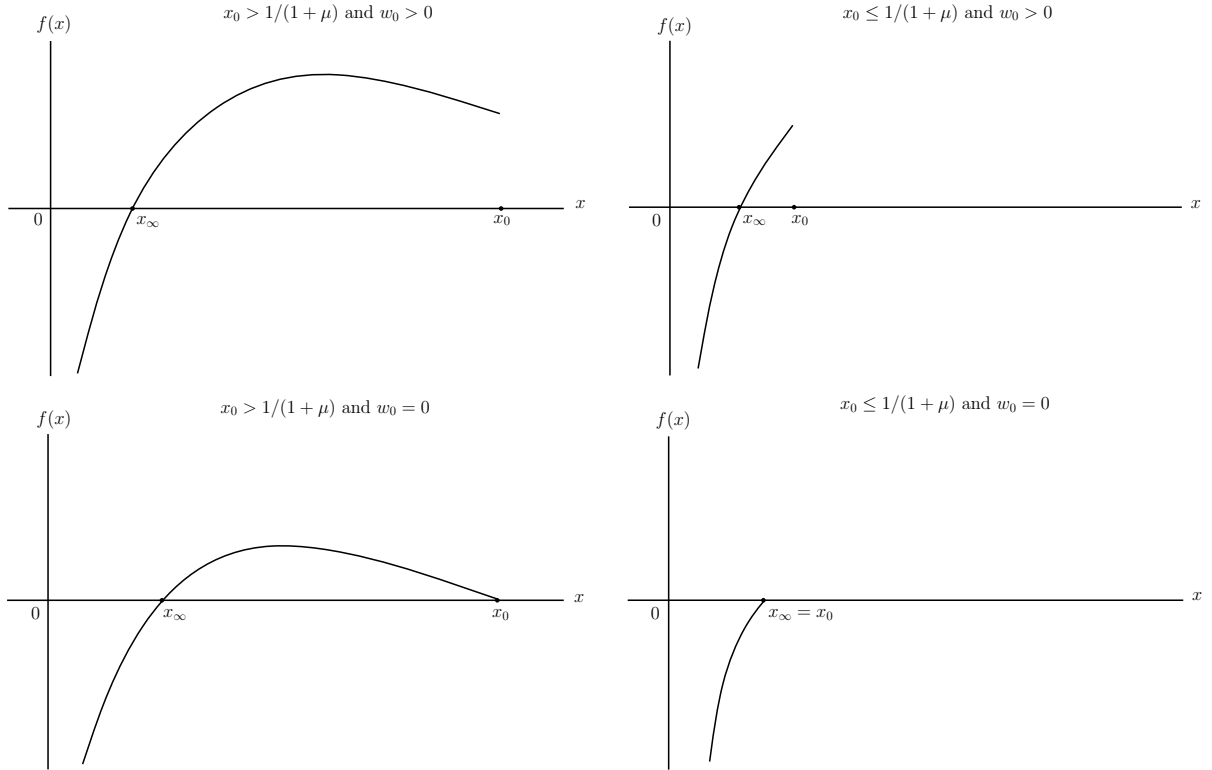 x₀ > 1/(1 + μ) and w₀ > 0
f(x)
0
x∞
x₀
x
x₀ ≤ 1/(1 + μ) and w₀ > 0
f(x)
0
x∞
x₀
x
x₀ > 1/(1 + μ) and w₀ = 0
f(x)
0
x∞
x₀
x
x₀ ≤ 1/(1 + μ) and w₀ = 0
f(x)
0
x∞ = x₀
x